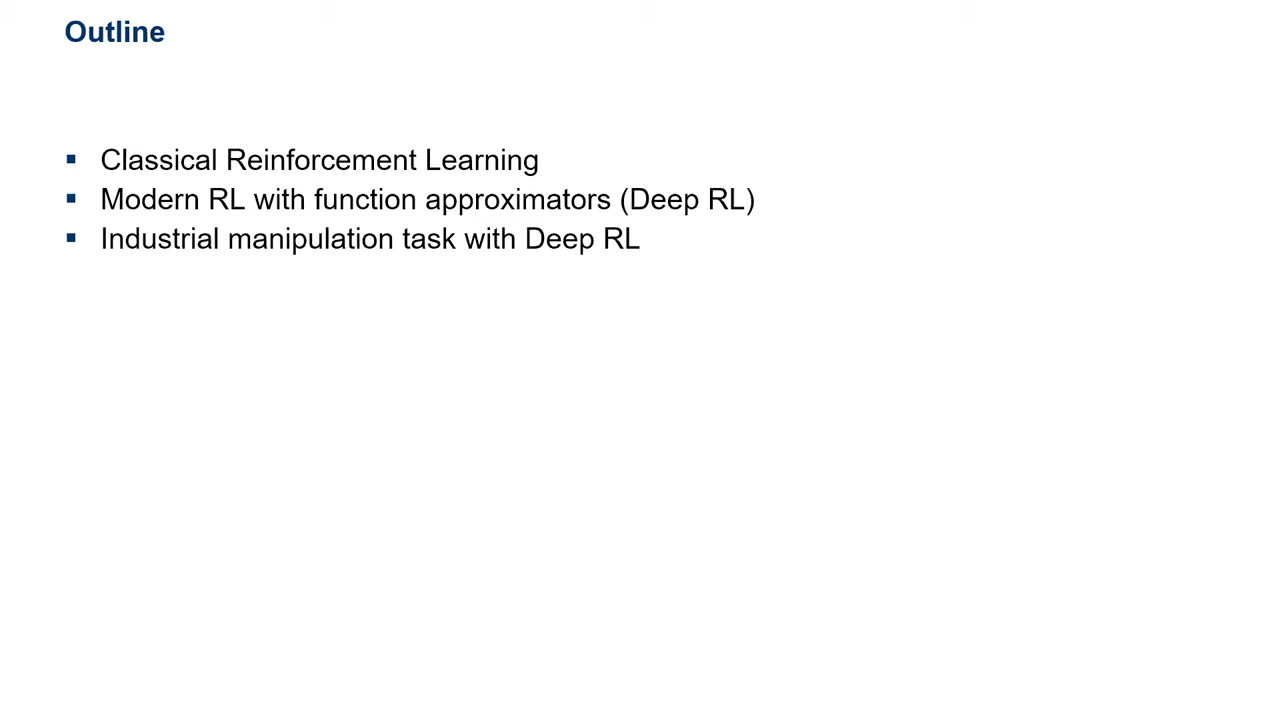 Outline
▪ Classical Reinforcement Learning
▪ Modern RL with function approximators (Deep RL)
▪ Industrial manipulation task with Deep RL